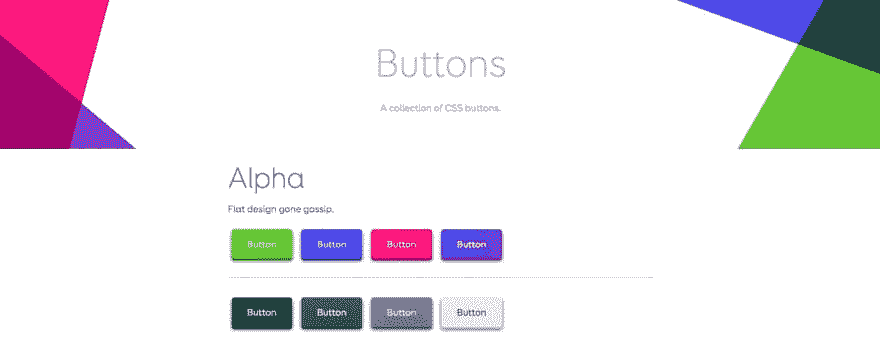 Buttons
A collection of CSS buttons.
Alpha
Flat design gone gossip.
Button Button Button Button
Button Button Button Button